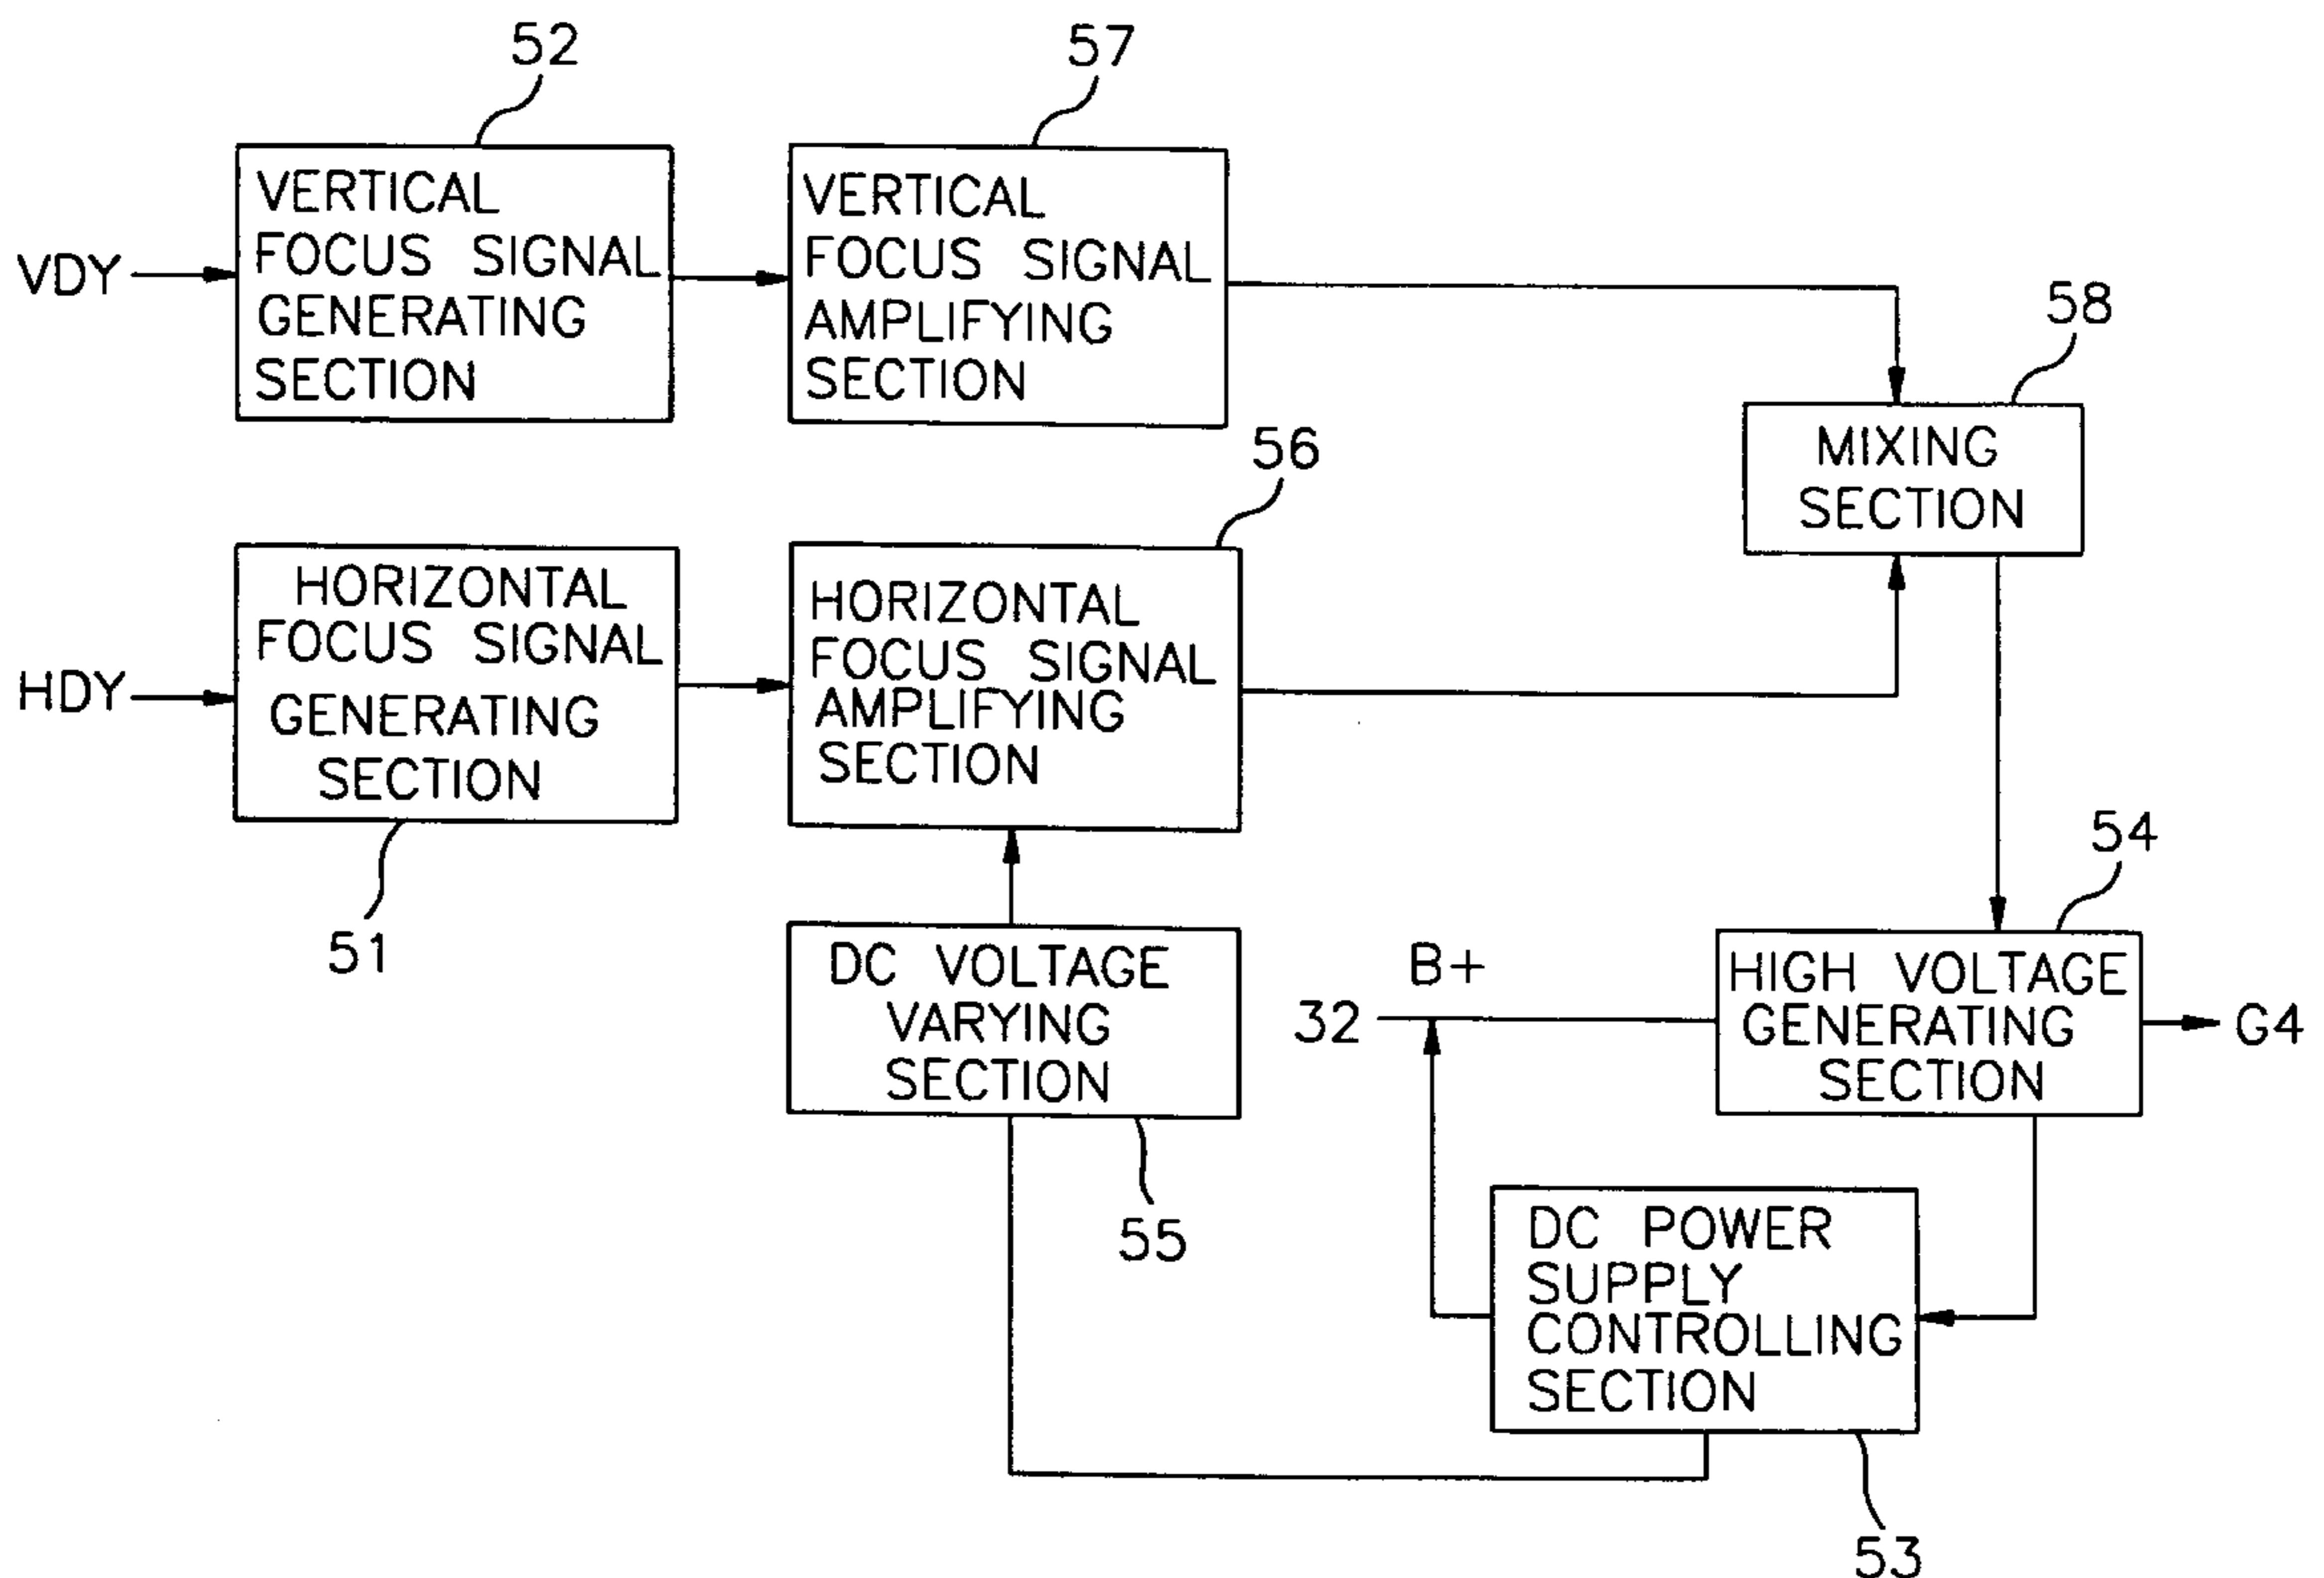 52
57
VERTICAL
FOCUS SIGNAL
GENERATING
SECTION
VERTICAL
FOCUS SIGNAL
AMPLIFYING
SECTION
VDY
58
MIXING
SECTION
56
HORIZONTAL
FOCUS SIGNAL
GENERATING
SECTION
HORIZONTAL
FOCUS SIGNAL
AMPLIFYING
SECTION
HDY
51
54
DC VOLTAGE
VARYING
SECTION
55
B+
32
HIGH VOLTAGE
GENERATING
SECTION
G4
DC POWER
SUPPLY
CONTROLLING
SECTION
53